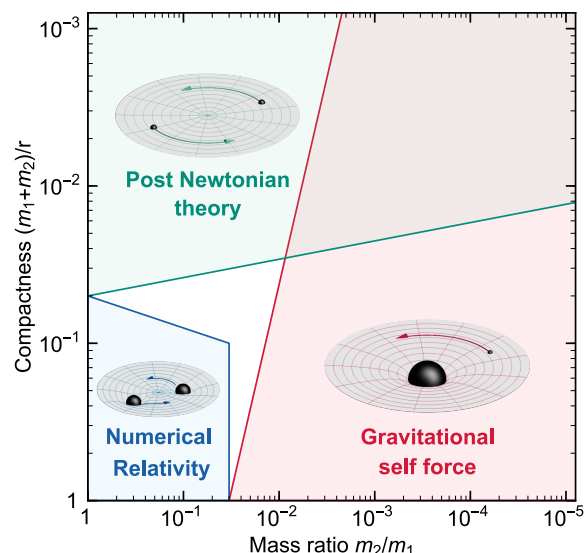 Compactness (m₁+m₂)/r
10⁻³
10⁻²
10⁻¹
1
Post Newtonian
theory
Numerical
Relativity
Gravitational
self force
1
10⁻¹
10⁻²
10⁻³
10⁻⁴
10⁻⁵
Mass ratio m₂/m₁